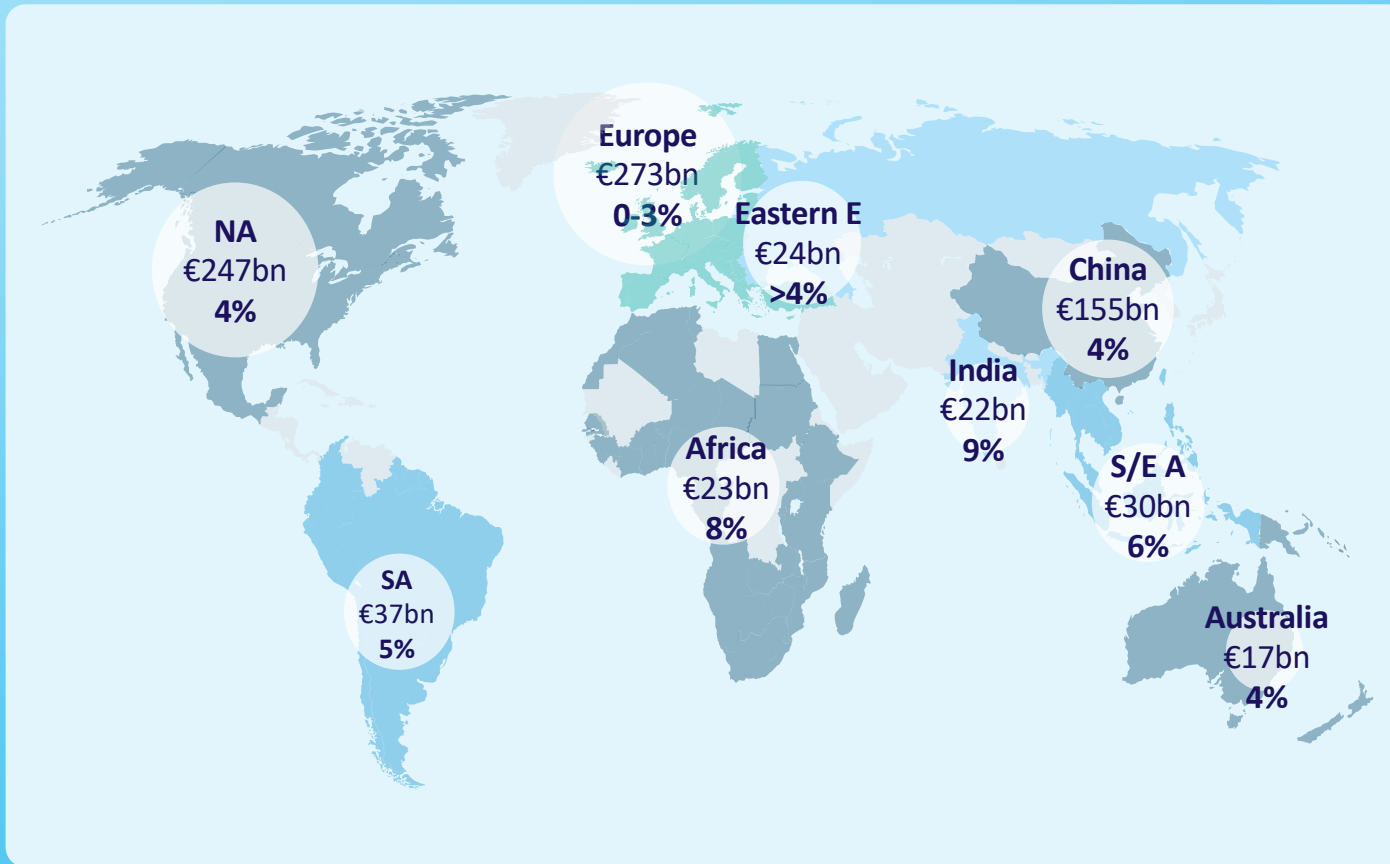 Europe
€273bn
0-3%
NA
€247bn
4%
Eastern E
€24bn
>4%
China
€155bn
4%
India
€22bn
9%
Africa
€23bn
8%
S/E A
€30bn
6%
SA
€37bn
5%
Australia
€17bn
4%